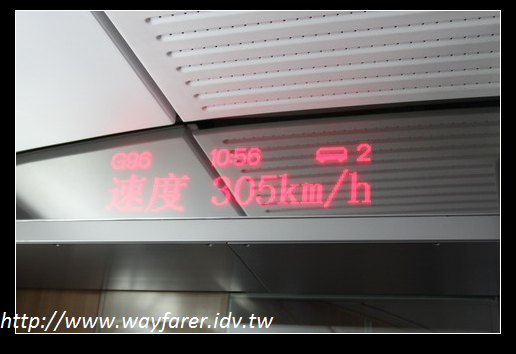 G96 10:56 2
速度 305km/h
http://www.wayfarer.idv.tw